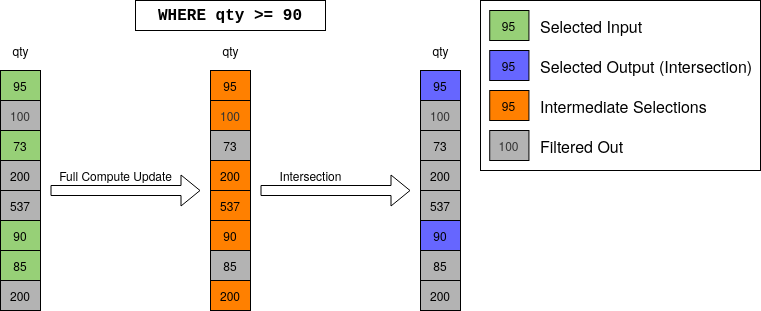 WHERE qty >= 90
qty
95
100
73
200
537
90
85
200
Full Compute Update
qty
95
100
73
200
537
90
85
200
Intersection
qty
95
100
73
200
537
90
85
200
95 Selected Input
95 Selected Output (Intersection)
95 Intermediate Selections
100 Filtered Out